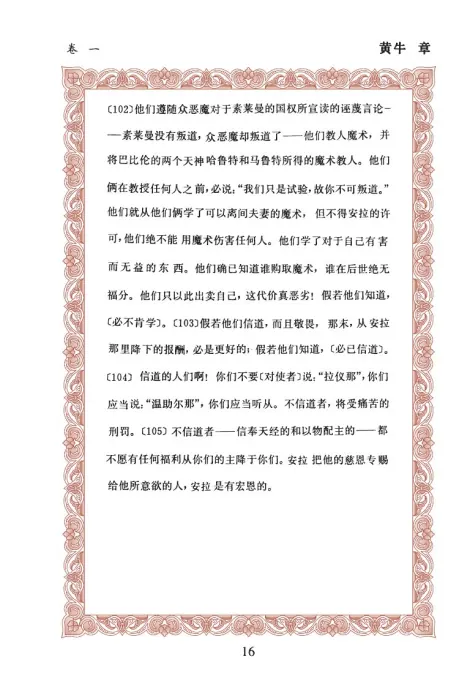 卷 一
黄牛 章
〔102〕他们遵随众恶魔对于素莱曼的国权所宣读的诬蔑言论-
——素莱曼没有叛道，众恶魔却叛道了——他们教人魔术，并
将巴比伦的两个天神哈鲁特和马鲁特所得的魔术教人。他们
俩在教授任何人之前，必说：“我们只是试验，故你不可叛道。”
他们就从他们俩学了可以离间夫妻的魔术，但不得安拉的许
可，他们绝不能 用魔术伤害任何人。他们学了对于自己有害
而无益的东 西。他们确已知道谁购取魔术，谁在后世绝无
福分。他们只以此出卖自己，这代价真恶劣！假若他们知道，
〔必不肯学〕。〔103〕假若他们信道，而且敬畏，那末，从安拉
那里降下的报酬，必是更好的；假若他们知道，〔必已信道〕。
〔104〕信道的人们啊！你们不要〔对使者〕说：“拉仪那”，你们
应当说：“温助尔那”，你们应当听从。不信道者，将受痛苦的
刑罚。〔105〕不信道者——信奉天经的和以物配主的——都
不愿有任何福利从你们的主降于你们。安拉 把他的慈恩专赐
给他所意欲的人，安拉是有宏恩的。
16